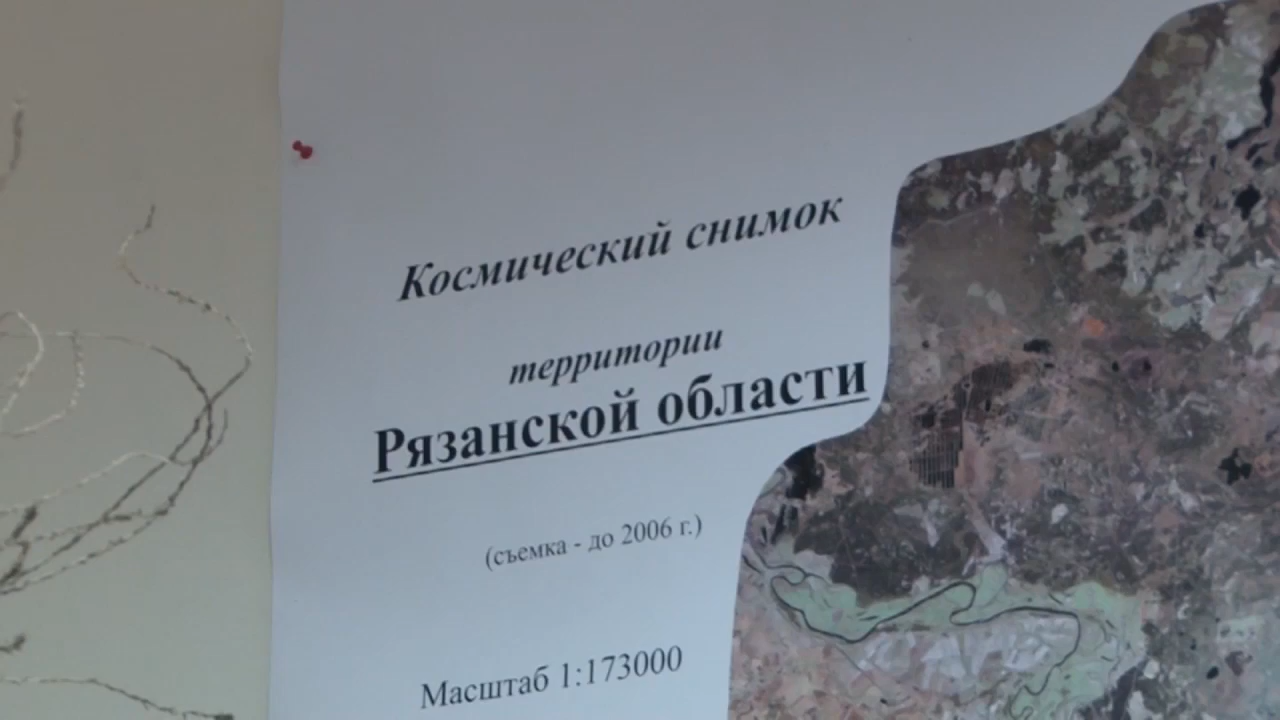 Космический снимок
территории
Рязанской области
(съемка - до 2006 г.)
Масштаб 1:173000